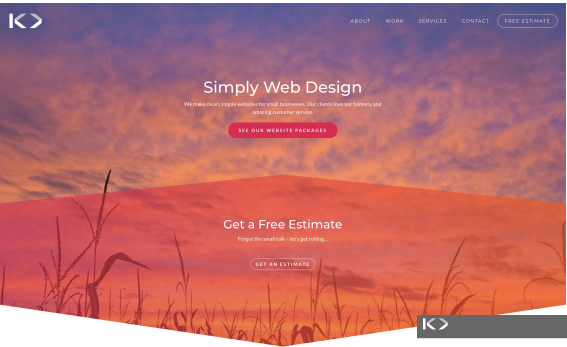 K
ABOUT
WORK
SERVICES
CONTACT
FREE ESTIMATE
Simply Web Design
We make clean, simple websites for small businesses. Our clients love our honesty and
amazing customer service.
SEE OUR WEBSITE PACKAGES
Get a Free Estimate
Forget the small talk – let's get rolling...
GET AN ESTIMATE
K